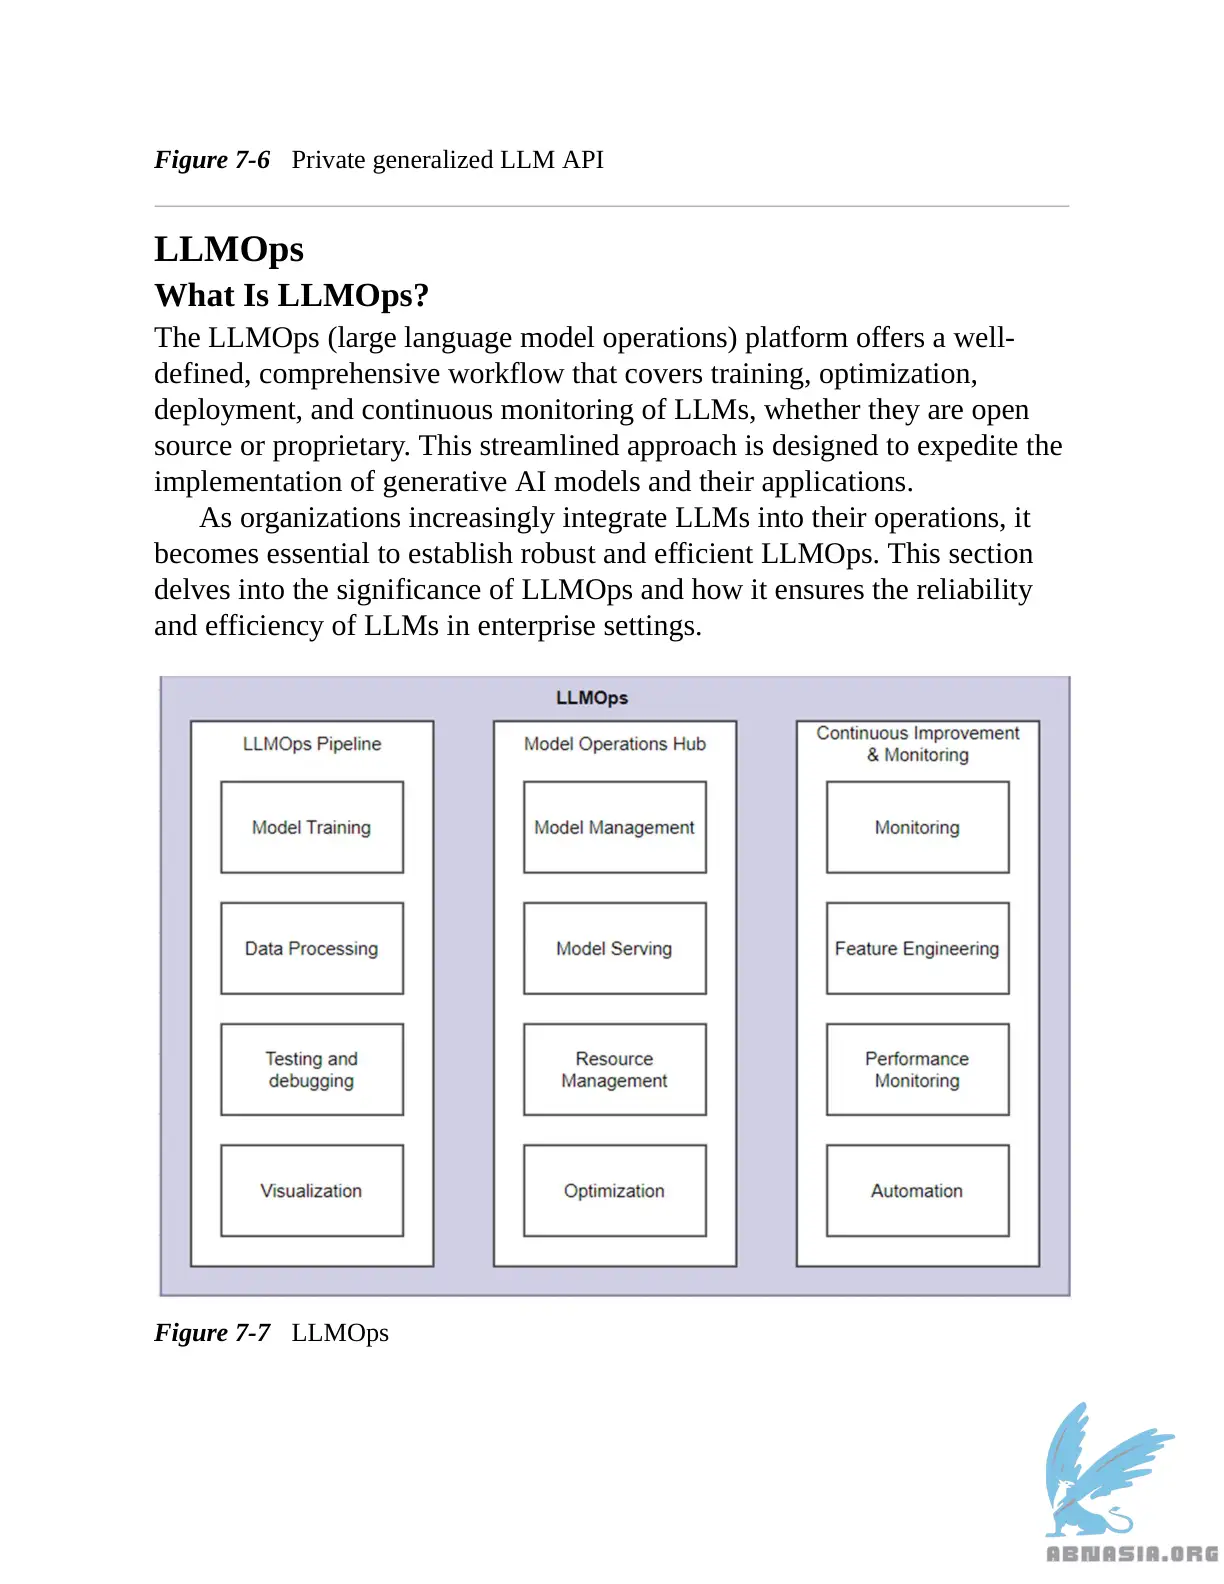 Figure 7-6 Private generalized LLM API
LLMOps
What Is LLMOps?
The LLMOps (large language model operations) platform offers a well-
defined, comprehensive workflow that covers training, optimization,
deployment, and continuous monitoring of LLMs, whether they are open
source or proprietary. This streamlined approach is designed to expedite the
implementation of generative AI models and their applications.
As organizations increasingly integrate LLMs into their operations, it
becomes essential to establish robust and efficient LLMOps. This section
delves into the significance of LLMOps and how it ensures the reliability
and efficiency of LLMs in enterprise settings.
LLMOps
LLMOps Pipeline
Model Training
Data Processing
Testing and
debugging
Visualization
Model Operations Hub
Model Management
Model Serving
Resource
Management
Optimization
Continuous Improvement
& Monitoring
Monitoring
Feature Engineering
Performance
Monitoring
Automation
Figure 7-7 LLMOps
ABNASIA.ORG